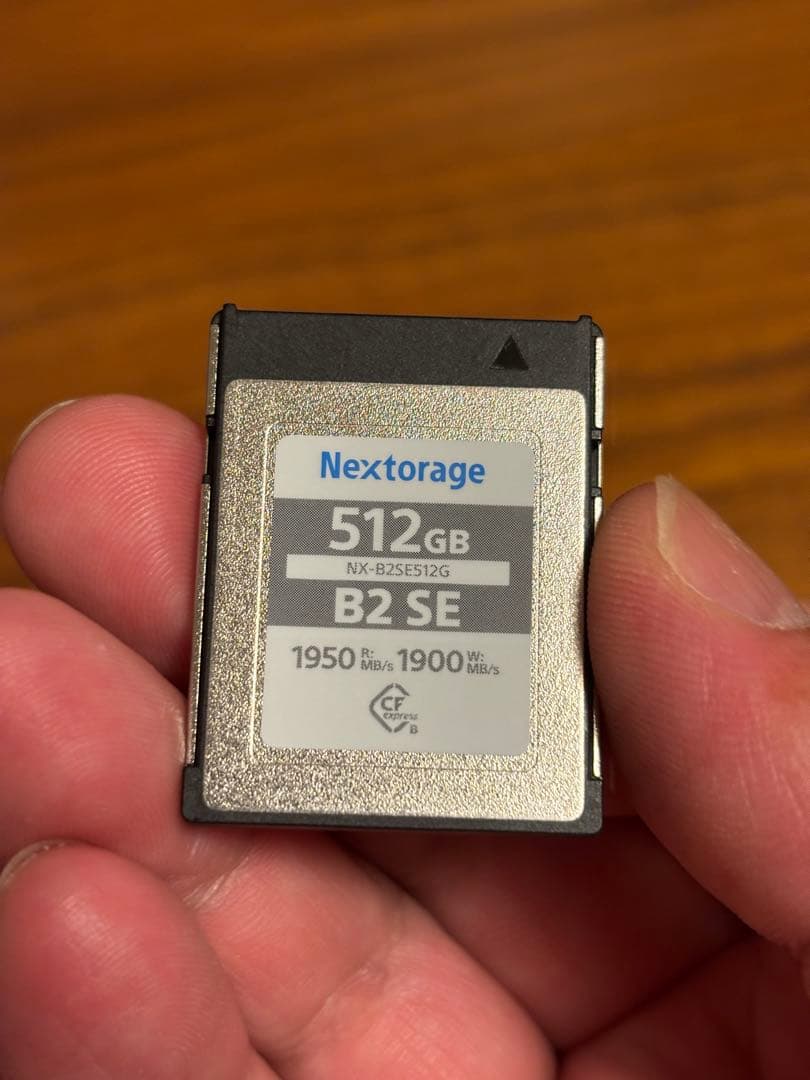 Nextorage
512GB
NX-B2SE512G
B2 SE
1950 R: MB/s 1900 W: MB/s
CF
express
B